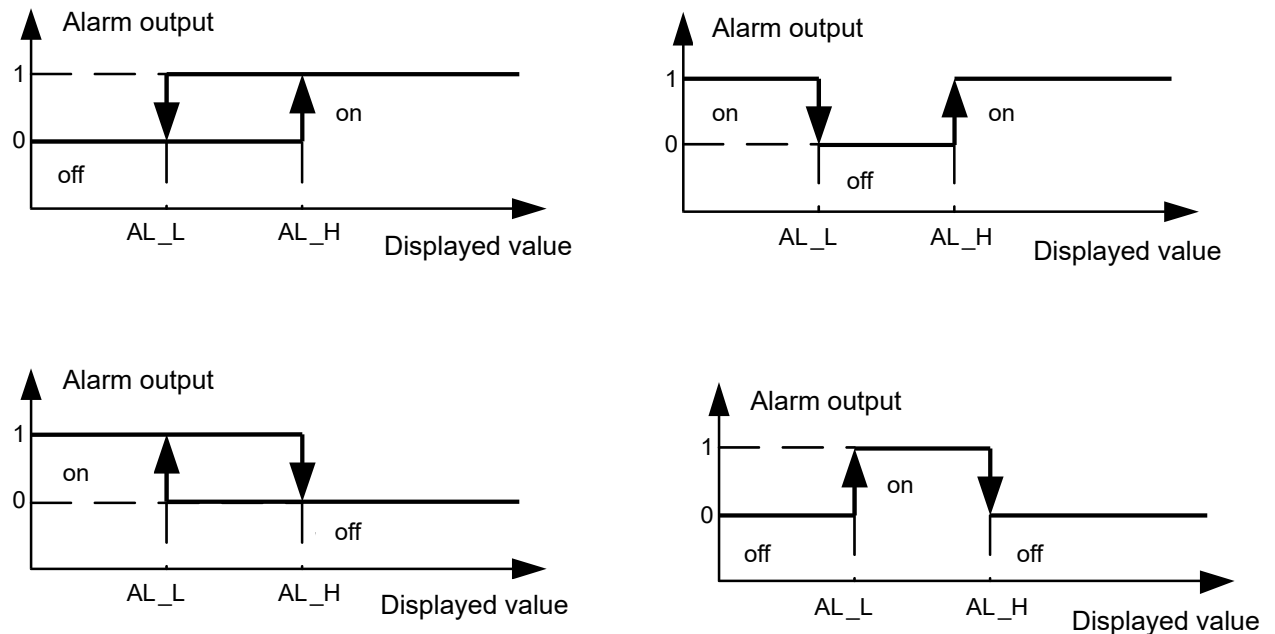 Alarm output
1
on
0
off
AL_L
AL_H
Displayed value
Alarm output
1
on
on
0
off
AL_L
AL_H
Displayed value
Alarm output
1
on
0
off
AL_L
AL_H
Displayed value
Alarm output
1
on
0
off
off
AL_L
AL_H
Displayed value